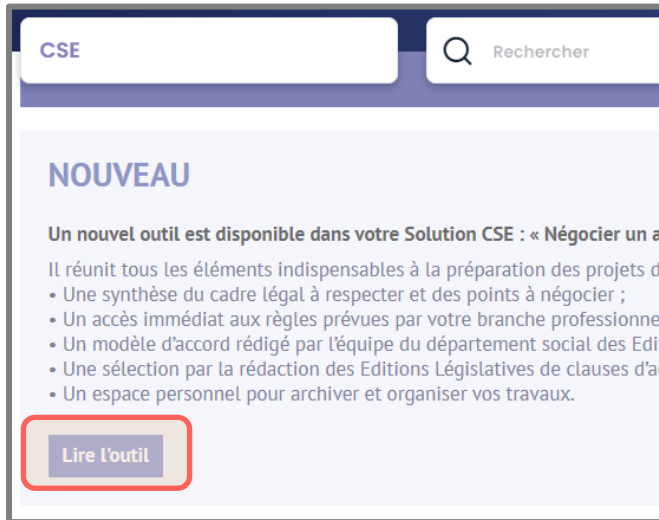 CSE
Rechercher
NOUVEAU
Un nouvel outil est disponible dans votre Solution CSE : « Négocier un a
Il réunit tous les éléments indispensables à la préparation des projets d
• Une synthèse du cadre légal à respecter et des points à négocier ;
• Un accès immédiat aux règles prévues par votre branche professionne
• Un modèle d'accord rédigé par l'équipe du département social des Edi
• Une sélection par la rédaction des Editions Législatives de clauses d'a
• Un espace personnel pour archiver et organiser vos travaux.
Lire l'outil